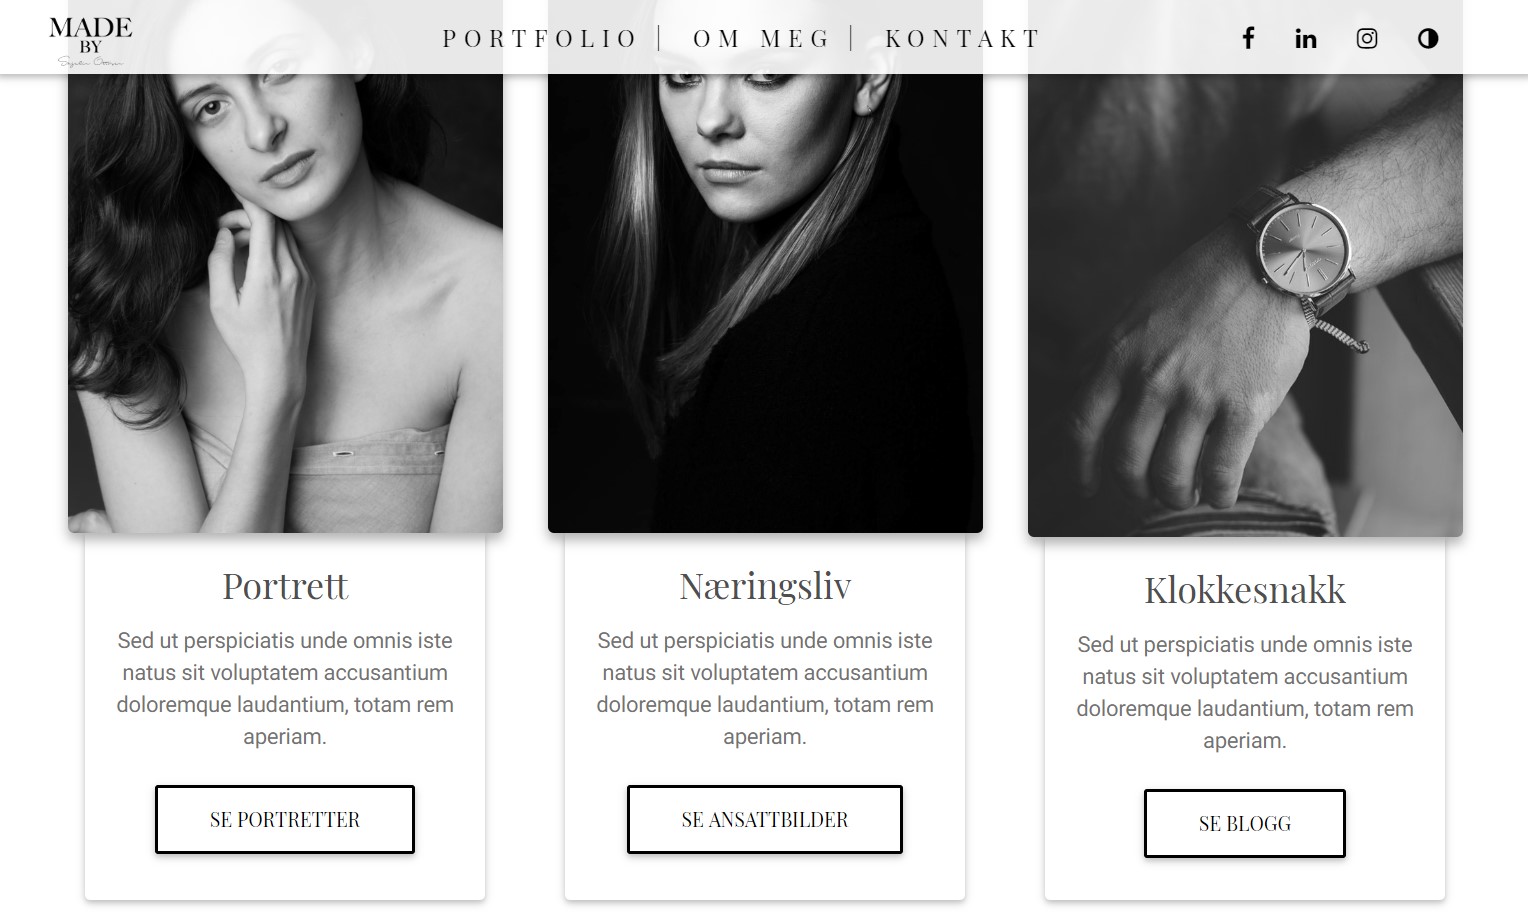 MADE
BY
PORTFOLIO | OM MEG | KONTAKT
Portrett
Sed ut perspiciatis unde omnis iste
natus sit voluptatem accusantium
doloremque laudantium, totam rem
aperiam.
SE PORTRETTER
Næringsliv
Sed ut perspiciatis unde omnis iste
natus sit voluptatem accusantium
doloremque laudantium, totam rem
aperiam.
SE ANSATTBILDER
Klokkesnakk
Sed ut perspiciatis unde omnis iste
natus sit voluptatem accusantium
doloremque laudantium, totam rem
aperiam.
SE BLOGG